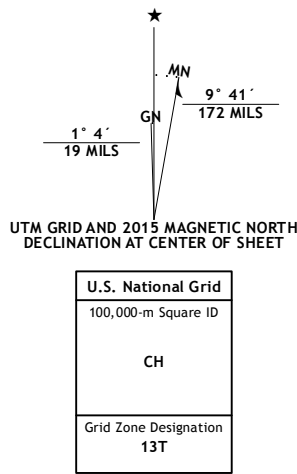 MN
GN
9° 41´
172 MILS
1° 4´
19 MILS
UTM GRID AND 2015 MAGNETIC NORTH
DECLINATION AT CENTER OF SHEET
U.S. National Grid
100,000-m Square ID
CH
Grid Zone Designation
13T